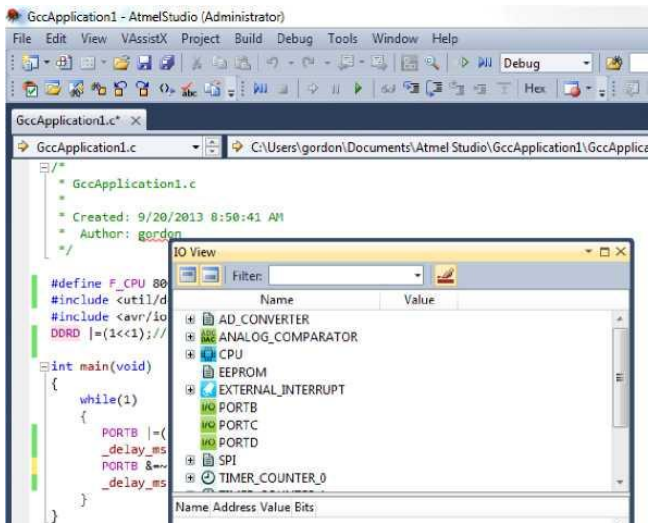 GccApplication1 - AtmelStudio (Administrator)
File Edit View VAssistX Project Build Debug Tools Window Help
Debug
Hex
GccApplication1.c*
GccApplication1.c C:\Users\gordon\Documents\Atmel Studio\GccApplication1\GccApplica
/*
* GccApplication1.c
*
* Created: 9/20/2013 8:50:41 AM
* Author: gordon
*/
IO View
Filter:
Name Value
AD_CONVERTER
ANALOG_COMPARATOR
CPU
EEPROM
EXTERNAL_INTERRUPT
I/O PORTB
I/O PORTC
I/O PORTD
SPI
TIMER_COUNTER_0
Name Address Value Bits
#define F_CPU 80
#include <util/d
#include <avr/io
DDRD |=(1<<1);//
int main(void)
{
while(1)
{
PORTB |=(
_delay_ms
PORTB &=~
_delay_ms
}
}